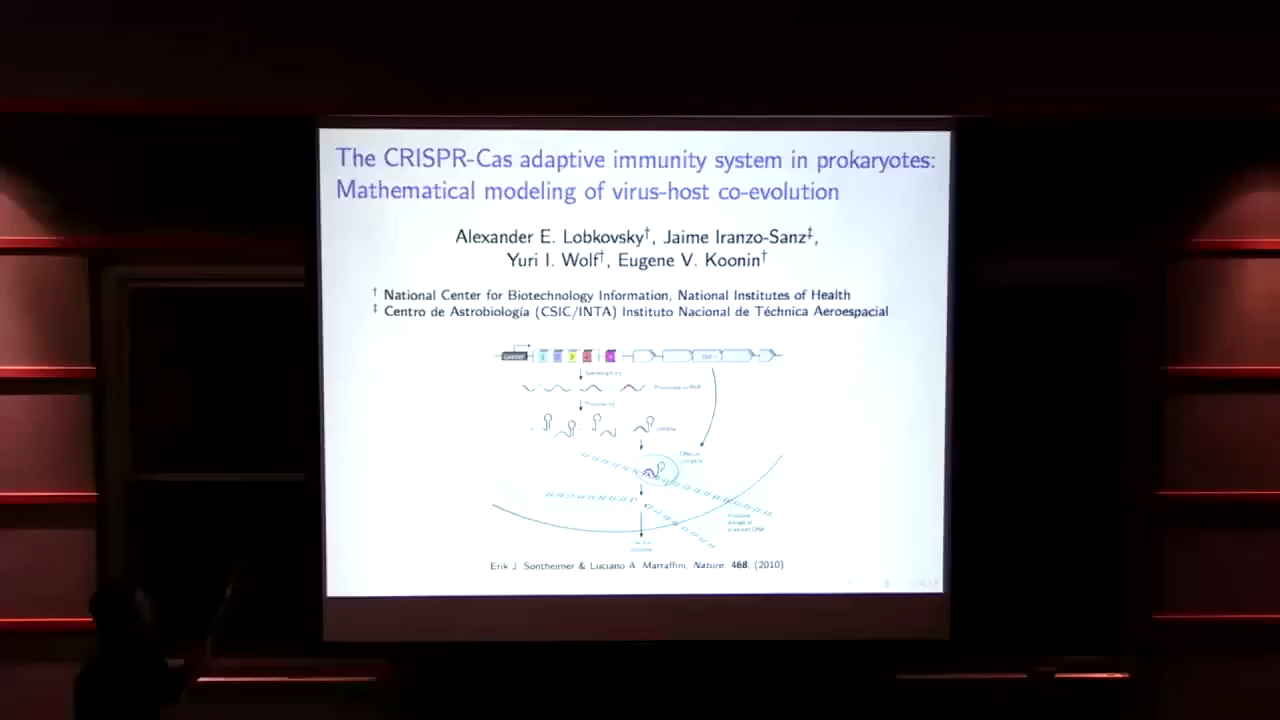 The CRISPR-Cas adaptive immunity system in prokaryotes:
Mathematical modeling of virus-host co-evolution
Alexander E. Lobkovsky†, Jaime Iranzo-Sanz‡,
Yuri I. Wolf†, Eugene V. Koonin†
† National Center for Biotechnology Information, National Institutes of Health
‡ Centro de Astrobiología (CSIC/INTA) Instituto Nacional de Téchnica Aeroespacial
Leader
Erik J. Sontheimer & Luciano A. Marraffini, Nature 468, (2010)